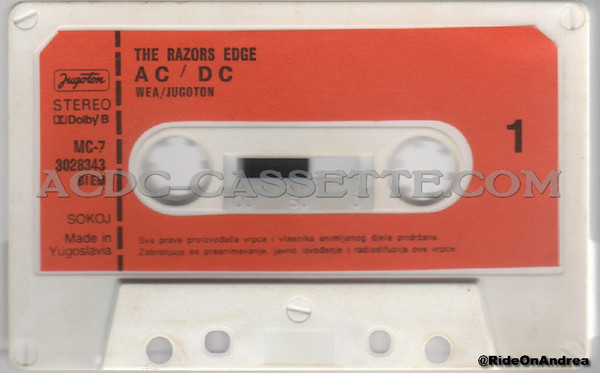 THE RAZORS EDGE
AC / DC
WEA/JUGOTON
Jugoton
STEREO
Dolby B
MC-7
3028343
BIEM
SOKOJ
Made in
Yugoslavia
1
ACDC-CASSETTE.COM
Sva prava proizvođača vrpce i vlasnika snimljenog djela pridržana.
Zabranjuje se presnimavanje, javno izvođenje i radiodifuzija ove vrpce.
@RideOnAndrea